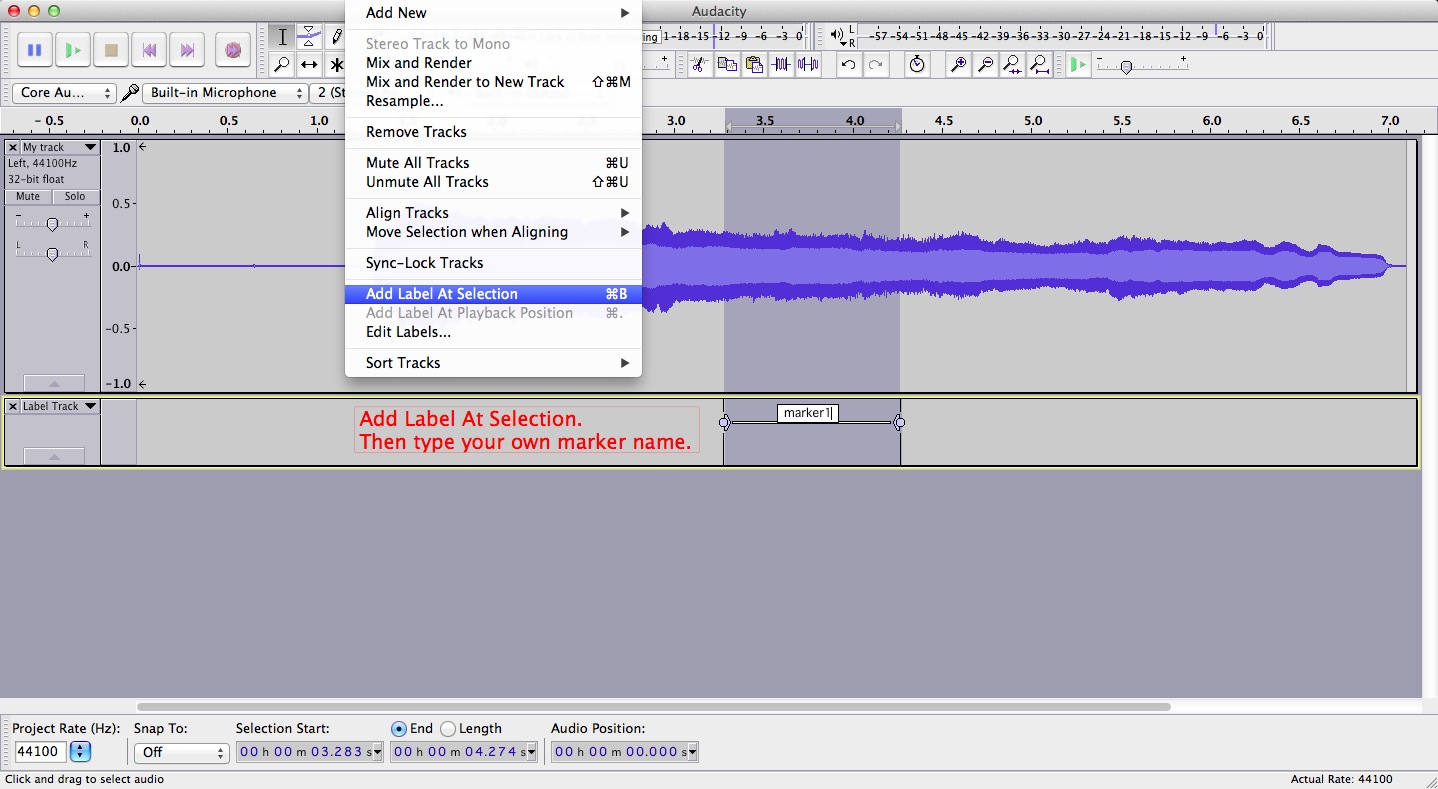 Audacity
Add New
Stereo Track to Mono
Mix and Render
Mix and Render to New Track ⇧⌘M
Resample...
Remove Tracks
Mute All Tracks ⌘U
Unmute All Tracks ⇧⌘U
Align Tracks
Move Selection when Aligning
Sync-Lock Tracks
Add Label At Selection ⌘B
Add Label At Playback Position ⌘.
Edit Labels...
Sort Tracks
1 -18 -15 -12 -9 -6 -3 0
L
R
-57 -54 -51 -48 -45 -42 -39 -36 -33 -30 -27 -24 -21 -18 -15 -12 -9 -6 -3 0
Core Au... Built-in Microphone 2 (St
- 0.5 0.0 0.5 1.0 3.0 3.5 4.0 4.5 5.0 5.5 6.0 6.5 7.0
My track
Left, 44100Hz
32-bit float
Mute Solo
- +
L R
1.0
0.5
0.0
-0.5
-1.0
Label Track
Add Label At Selection.
Then type your own marker name.
marker1
Project Rate (Hz): Snap To: Selection Start: End Length Audio Position:
44100 Off 00 h 00 m 03.283 s 00 h 00 m 04.274 s 00 h 00 m 00.000 s
Click and drag to select audio Actual Rate: 44100